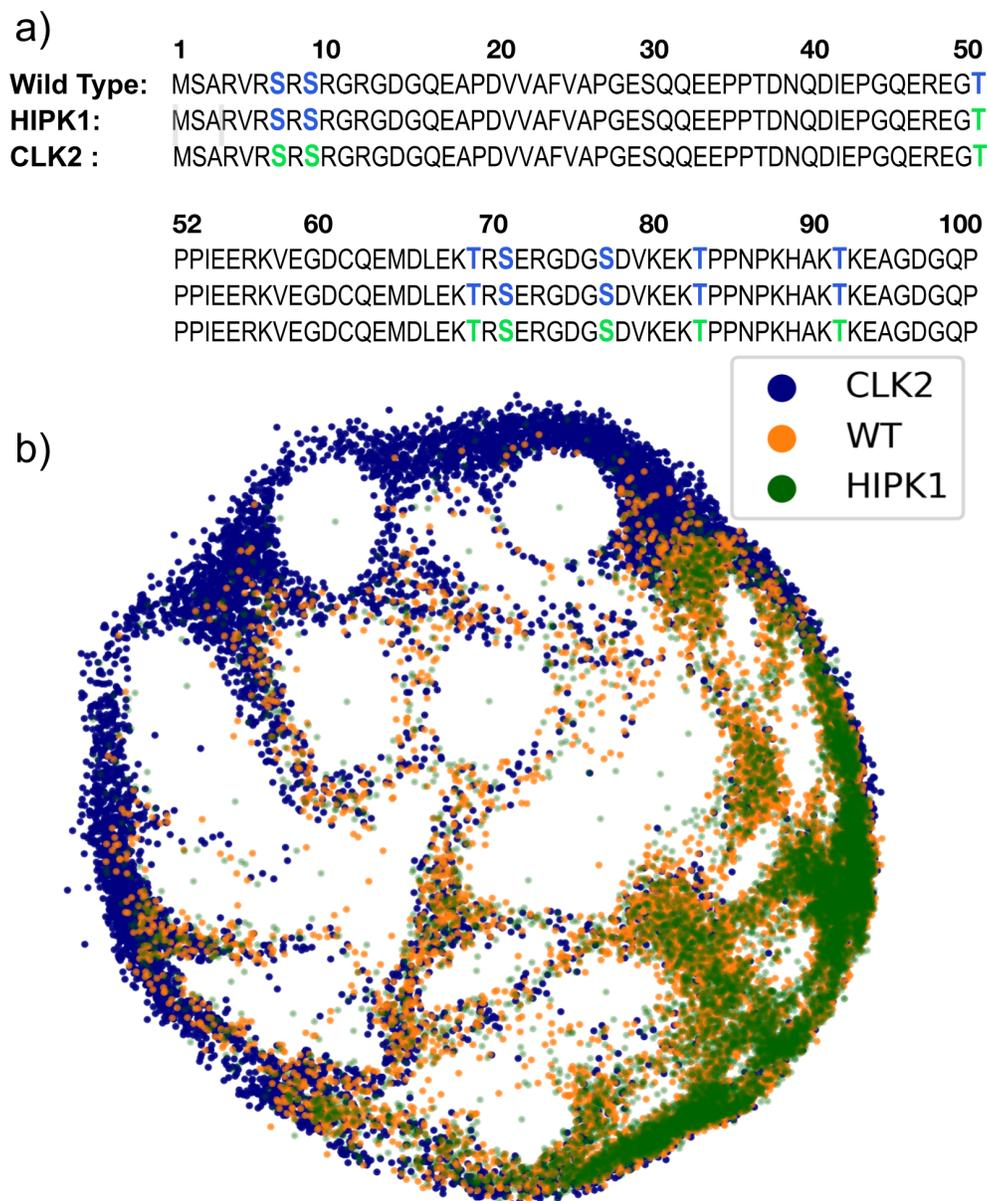 a)
1 10 20 30 40 50
Wild Type: MSARVRSRSRGRGDGQEAPDVVAFVAPGESQQEEPPTDNQDIEPGQEREGT
HIPK1: MSARVRSRSRGRGDGQEAPDVVAFVAPGESQQEEPPTDNQDIEPGQEREGT
CLK2 : MSARVRSRSRGRGDGQEAPDVVAFVAPGESQQEEPPTDNQDIEPGQEREGT
52 60 70 80 90 100
PPIEERKVEGDCQEMDLEKTRSERGDGSDVKEKTPPNPKHAKTKEAGDGQP
PPIEERKVEGDCQEMDLEKTRSERGDGSDVKEKTPPNPKHAKTKEAGDGQP
PPIEERKVEGDCQEMDLEKTRSERGDGSDVKEKTPPNPKHAKTKEAGDGQP
b)
CLK2
WT
HIPK1